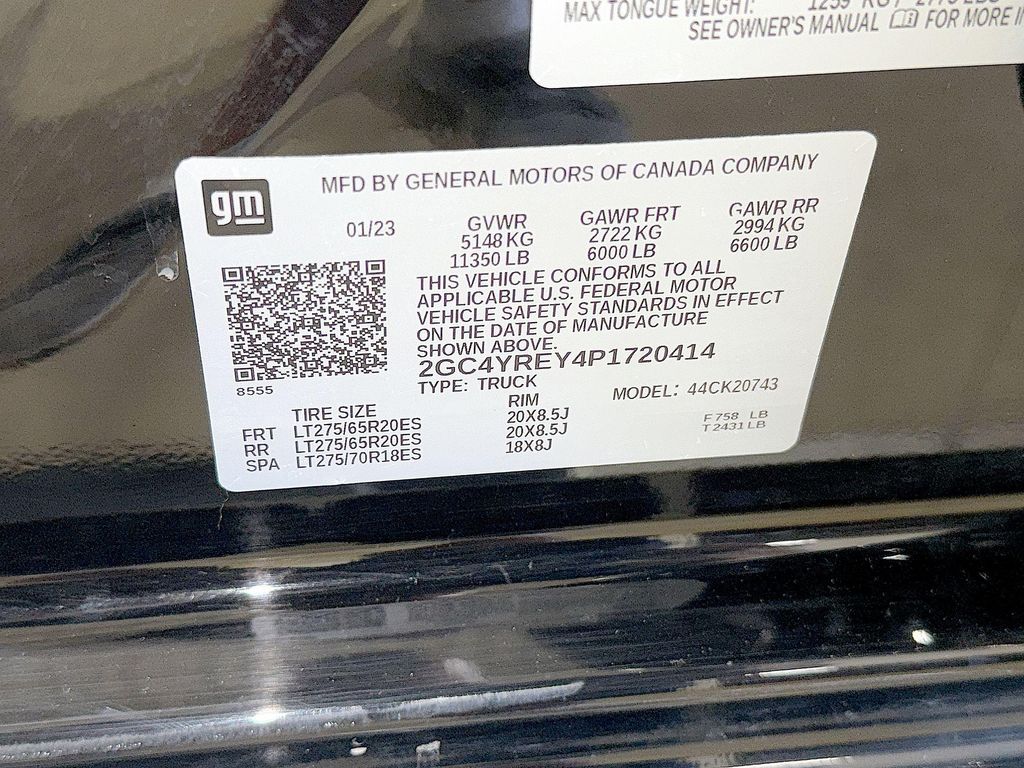 MAX TONGUE WEIGHT:
SEE OWNER'S MANUAL FOR MORE
gm
MFD BY GENERAL MOTORS OF CANADA COMPANY
01/23
GVWR GAWR FRT GAWR RR
5148 KG 2722 KG 2994 KG
11350 LB 6000 LB 6600 LB
THIS VEHICLE CONFORMS TO ALL
APPLICABLE U.S. FEDERAL MOTOR
VEHICLE SAFETY STANDARDS IN EFFECT
ON THE DATE OF MANUFACTURE
SHOWN ABOVE.
2GC4YREY4P1720414
8555
TYPE: TRUCK MODEL: 44CK20743
TIRE SIZE RIM
FRT LT275/65R20ES 20X8.5J
RR LT275/65R20ES 20X8.5J
SPA LT275/70R18ES 18X8J
F 758 LB
T 2431 LB